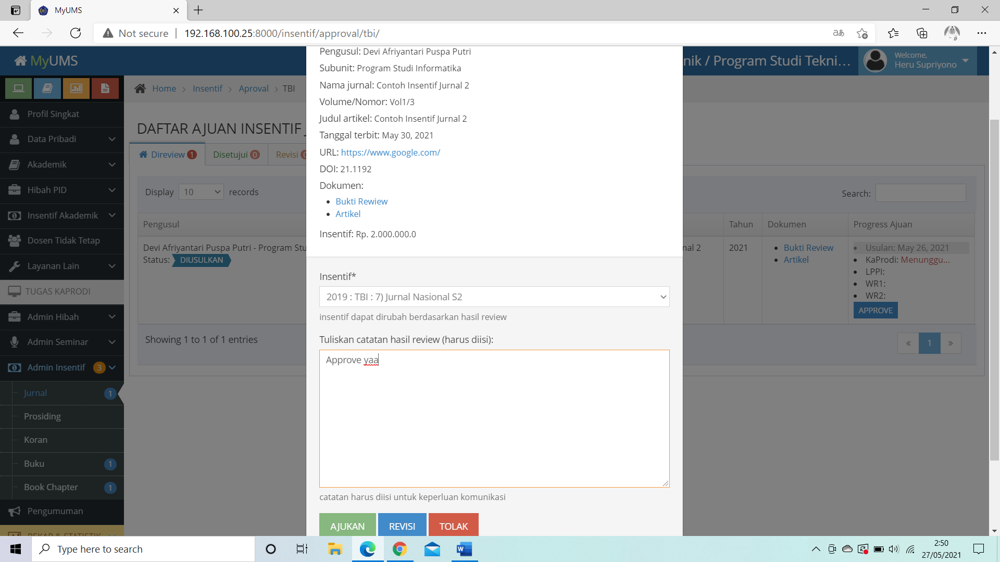 MyUMS
Not secure | 192.168.100.25:8000/insentif/approval/tbi/
MyUMS
nik / Program Studi Tekni...
Welcome,
Heru Supriyono
Home > Insentif > Aproval > TBI
Profil Singkat
Data Pribadi
Akademik
Hibah PID
Insentif Akademik
Dosen Tidak Tetap
Layanan Lain
TUGAS KAPRODI
Admin Hibah
Admin Seminar
Admin Insentif 3
Jurnal 1
Prosiding
Koran
Buku 1
Book Chapter 1
Pengumuman
REKAP & STATISTIK
DAFTAR AJUAN INSENTIF
Direview 1
Disetujui 0
Revisi
Display 10 records
Search:
Pengusul
Tahun
Dokumen
Progress Ajuan
Devi Afriyantari Puspa Putri - Program Stu
Status: DIUSULKAN
nal 2
2021
Bukti Review
Artikel
Usulan: May 26, 2021
KaProdi: Menunggu...
LPPI:
WR1:
WR2:
APPROVE
Showing 1 to 1 of 1 entries
« 1 »
Pengusul: Devi Afriyantari Puspa Putri
Subunit: Program Studi Informatika
Nama jurnal: Contoh Insentif Jurnal 2
Volume/Nomor: Vol1/3
Judul artikel: Contoh Insentif Jurnal 2
Tanggal terbit: May 30, 2021
URL: https://www.google.com/
DOI: 21.1192
Dokumen:
Bukti Rewiew
Artikel
Insentif: Rp. 2.000.000.0
Insentif*
2019 : TBI : 7) Jurnal Nasional S2
insentif dapat dirubah berdasarkan hasil review
Tuliskan catatan hasil review (harus diisi):
Approve yaa
catatan harus diisi untuk keperluan komunikasi
AJUKAN
REVISI
TOLAK
Type here to search
2:50
27/05/2021